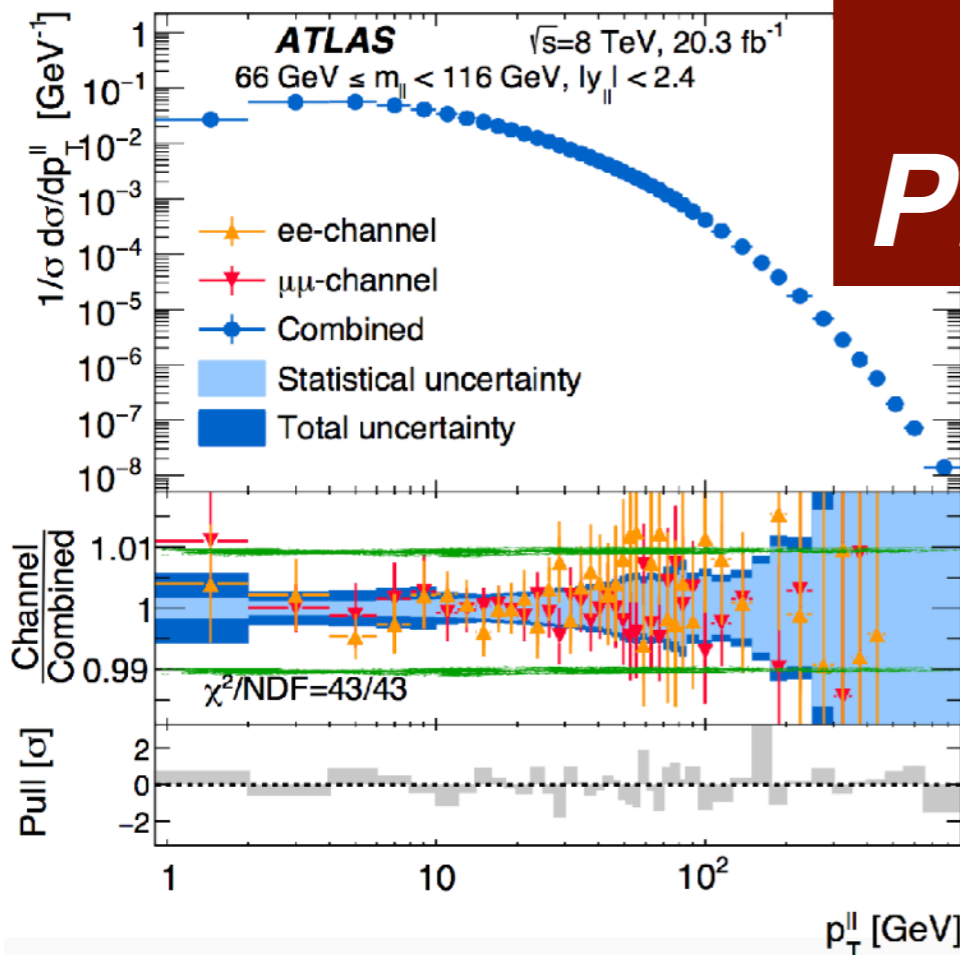 ATLAS √s=8 TeV, 20.3 fb⁻¹
66 GeV ≤ m_ll < 116 GeV, |y_ll| < 2.4
1/σ dσ/dp_T^ll [GeV⁻¹]
1
10⁻¹
10⁻²
10⁻³
10⁻⁴
10⁻⁵
10⁻⁶
10⁻⁷
10⁻⁸
ee-channel
μμ-channel
Combined
Statistical uncertainty
Total uncertainty
P
Channel
Combined
1.01
1
0.99
χ²/NDF=43/43
Pull [σ]
2
0
−2
1 10 10²
p_T^ll [GeV]